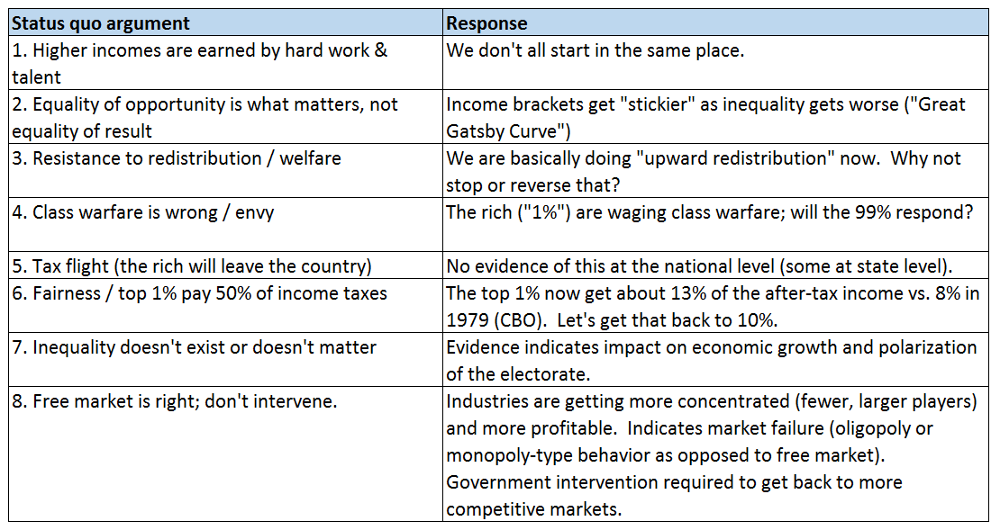 Status quo argument Response
1. Higher incomes are earned by hard work & We don't all start in the same place.
talent
2. Equality of opportunity is what matters, not Income brackets get "stickier" as inequality gets worse ("Great
equality of result Gatsby Curve")
3. Resistance to redistribution / welfare We are basically doing "upward redistribution" now.  Why not
stop or reverse that?
4. Class warfare is wrong / envy The rich ("1%") are waging class warfare; will the 99% respond?
5. Tax flight (the rich will leave the country) No evidence of this at the national level (some at state level).
6. Fairness / top 1% pay 50% of income taxes The top 1% now get about 13% of the after-tax income vs. 8% in
1979 (CBO).  Let's get that back to 10%.
7. Inequality doesn't exist or doesn't matter Evidence indicates impact on economic growth and polarization
of the electorate.
8. Free market is right; don't intervene. Industries are getting more concentrated (fewer, larger players)
and more profitable.  Indicates market failure (oligopoly or
monopoly-type behavior as opposed to free market).
Government intervention required to get back to more
competitive markets.